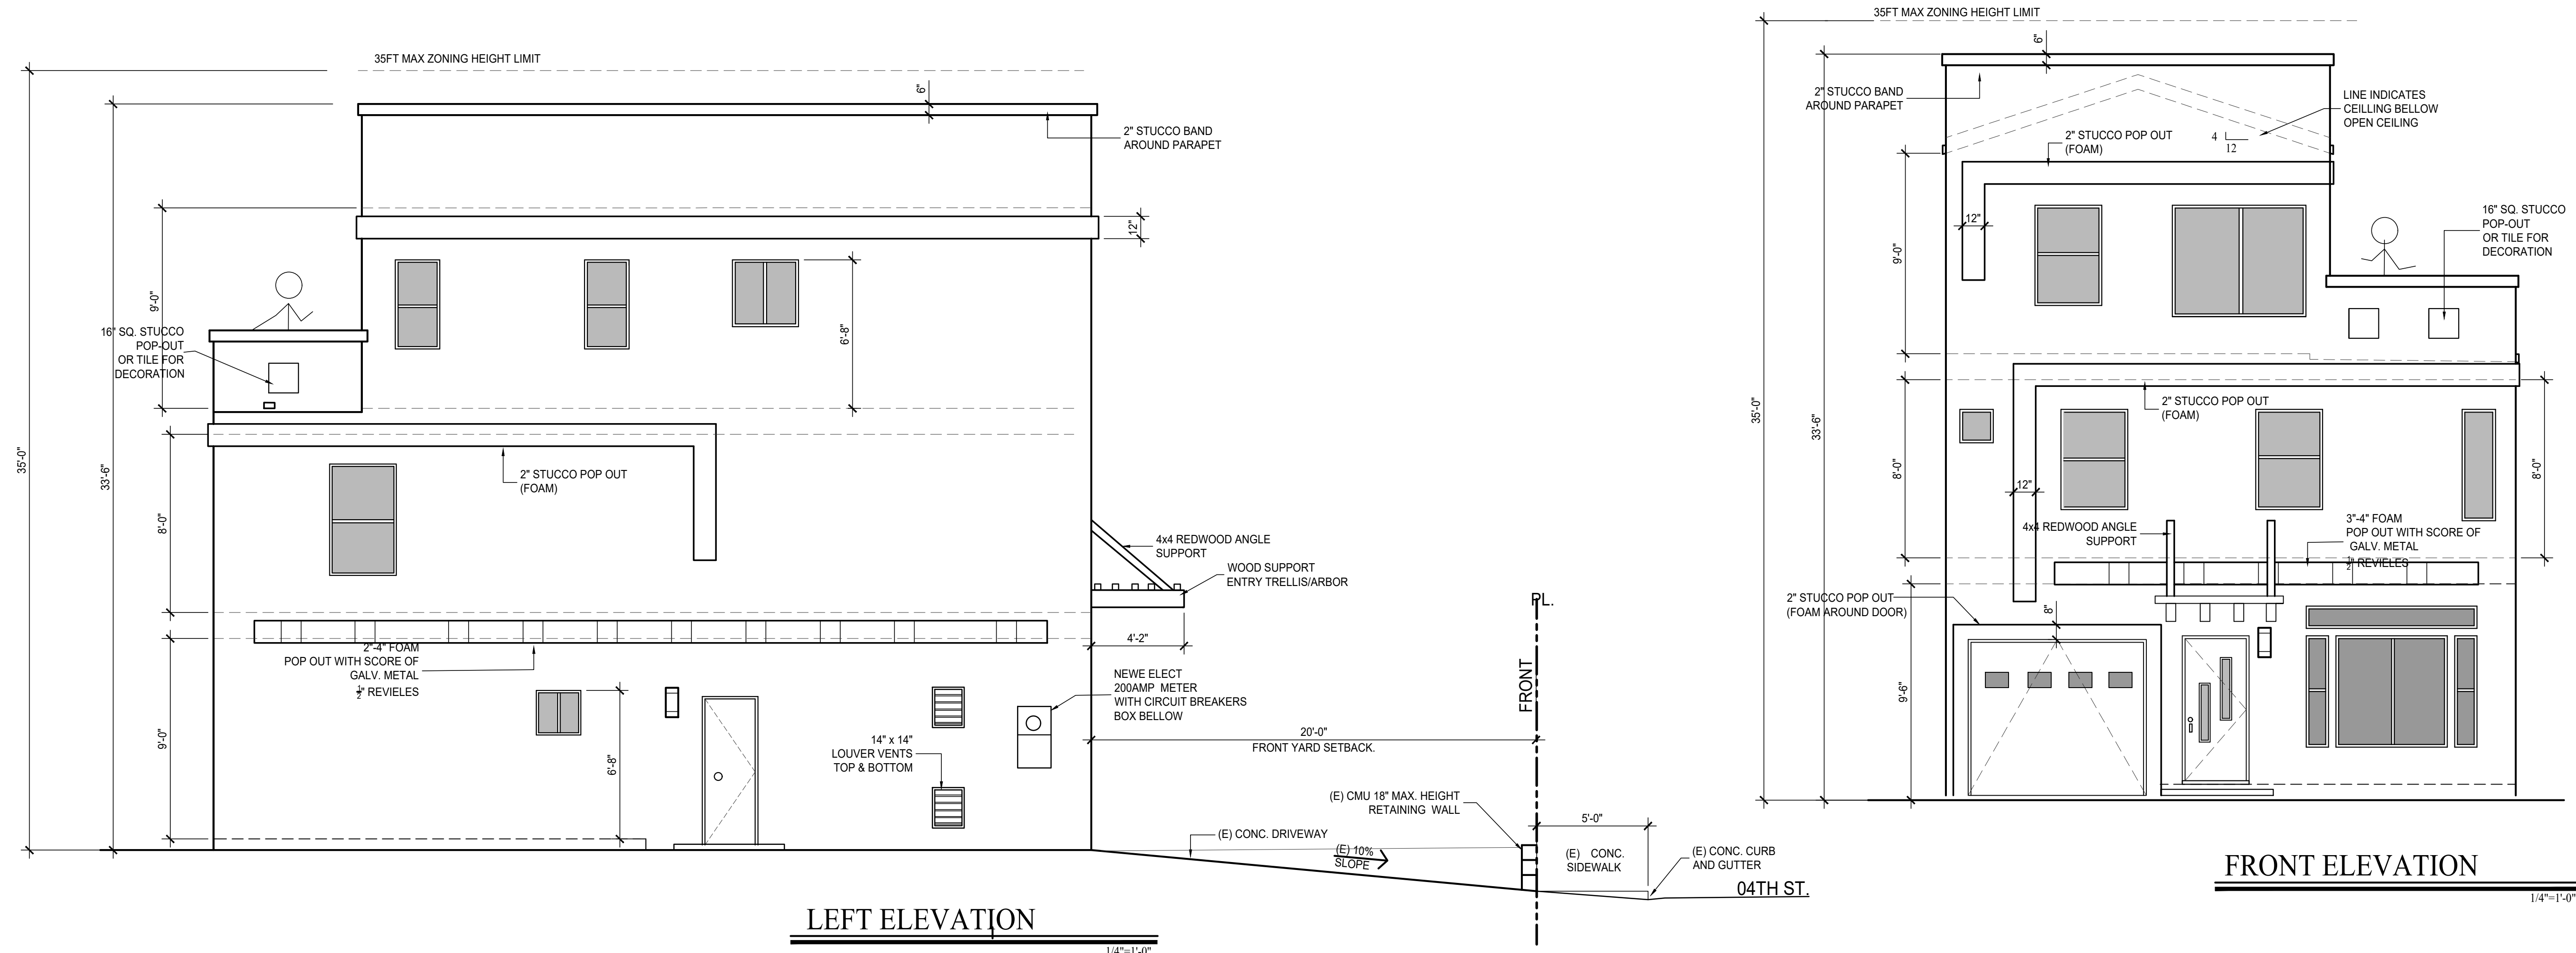 35FT MAX ZONING HEIGHT LIMIT
6"
2" STUCCO BAND
AROUND PARAPET
12"
9'-0"
16" SQ. STUCCO
POP-OUT
OR TILE FOR
DECORATION
6'-8"
35'-0"
33'-6"
2" STUCCO POP OUT
(FOAM)
8'-0"
4x4 REDWOOD ANGLE
SUPPORT
WOOD SUPPORT
ENTRY TRELLIS/ARBOR
4'-2"
2"-4" FOAM
POP OUT WITH SCORE OF
GALV. METAL
1/2" REVIELES
NEWE ELECT
200AMP METER
WITH CIRCUIT BREAKERS
BOX BELLOW
9'-0"
6'-8"
14" x 14"
LOUVER VENTS
TOP & BOTTOM
PL.
FRONT
20'-0"
FRONT YARD SETBACK.
(E) CMU 18" MAX. HEIGHT
RETAINING WALL
5'-0"
(E) CONC. DRIVEWAY
(E) 10%
SLOPE
(E) CONC.
SIDEWALK
(E) CONC. CURB
AND GUTTER
04TH ST.
LEFT ELEVATION
1/4"=1'-0"
35FT MAX ZONING HEIGHT LIMIT
6"
2" STUCCO BAND
AROUND PARAPET
LINE INDICATES
CEILLING BELLOW
OPEN CEILING
2" STUCCO POP OUT
(FOAM)
4
12
12"
9'-0"
16" SQ. STUCCO
POP-OUT
OR TILE FOR
DECORATION
35'-0"
33'-6"
2" STUCCO POP OUT
(FOAM)
8'-0"
12"
8'-0"
4x4 REDWOOD ANGLE
SUPPORT
3"-4" FOAM
POP OUT WITH SCORE OF
GALV. METAL
1/2" REVIELES
2" STUCCO POP OUT
(FOAM AROUND DOOR)
8"
9'-6"
FRONT ELEVATION
1/4"=1'-0"